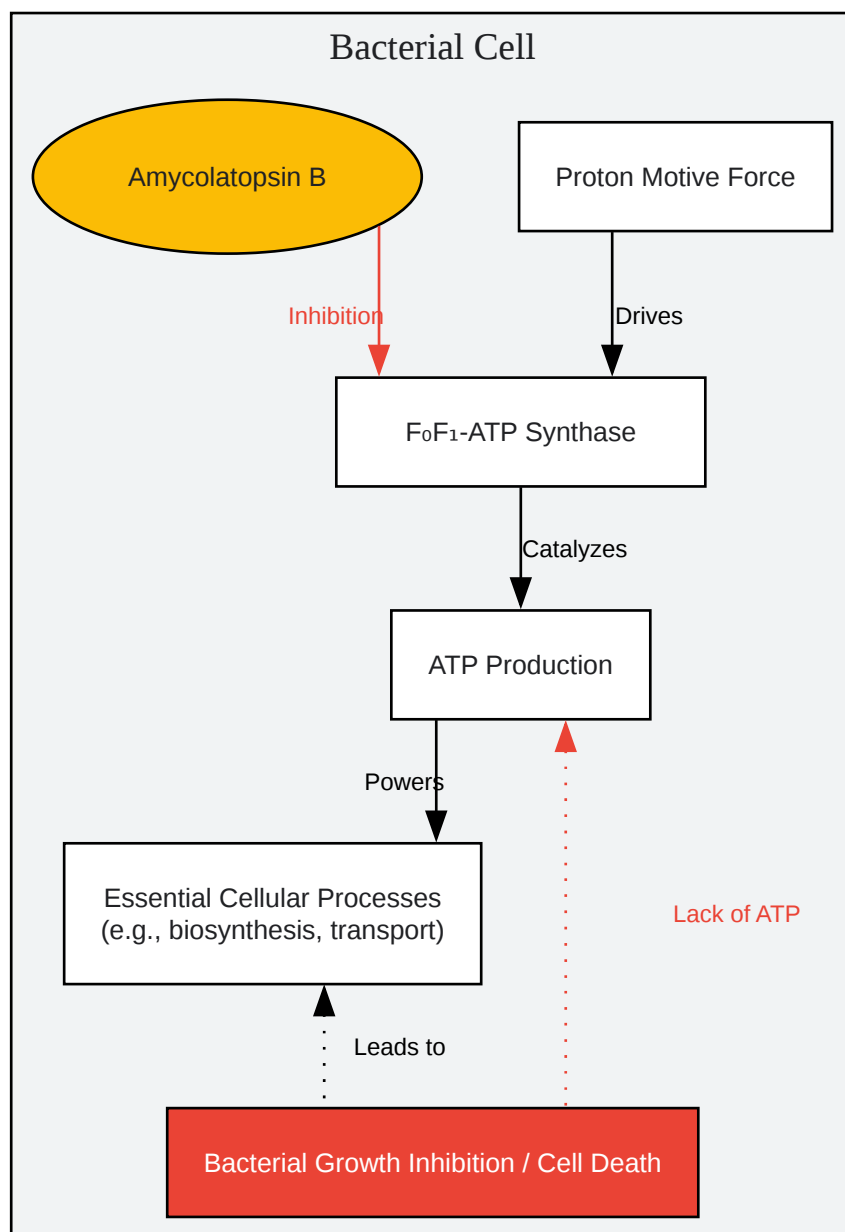 Bacterial Cell
Amycolatopsin B
Proton Motive Force
Inhibition
Drives
F₀F₁-ATP Synthase
Catalyzes
ATP Production
Powers
Essential Cellular Processes
(e.g., biosynthesis, transport)
Lack of ATP
Leads to
Bacterial Growth Inhibition / Cell Death